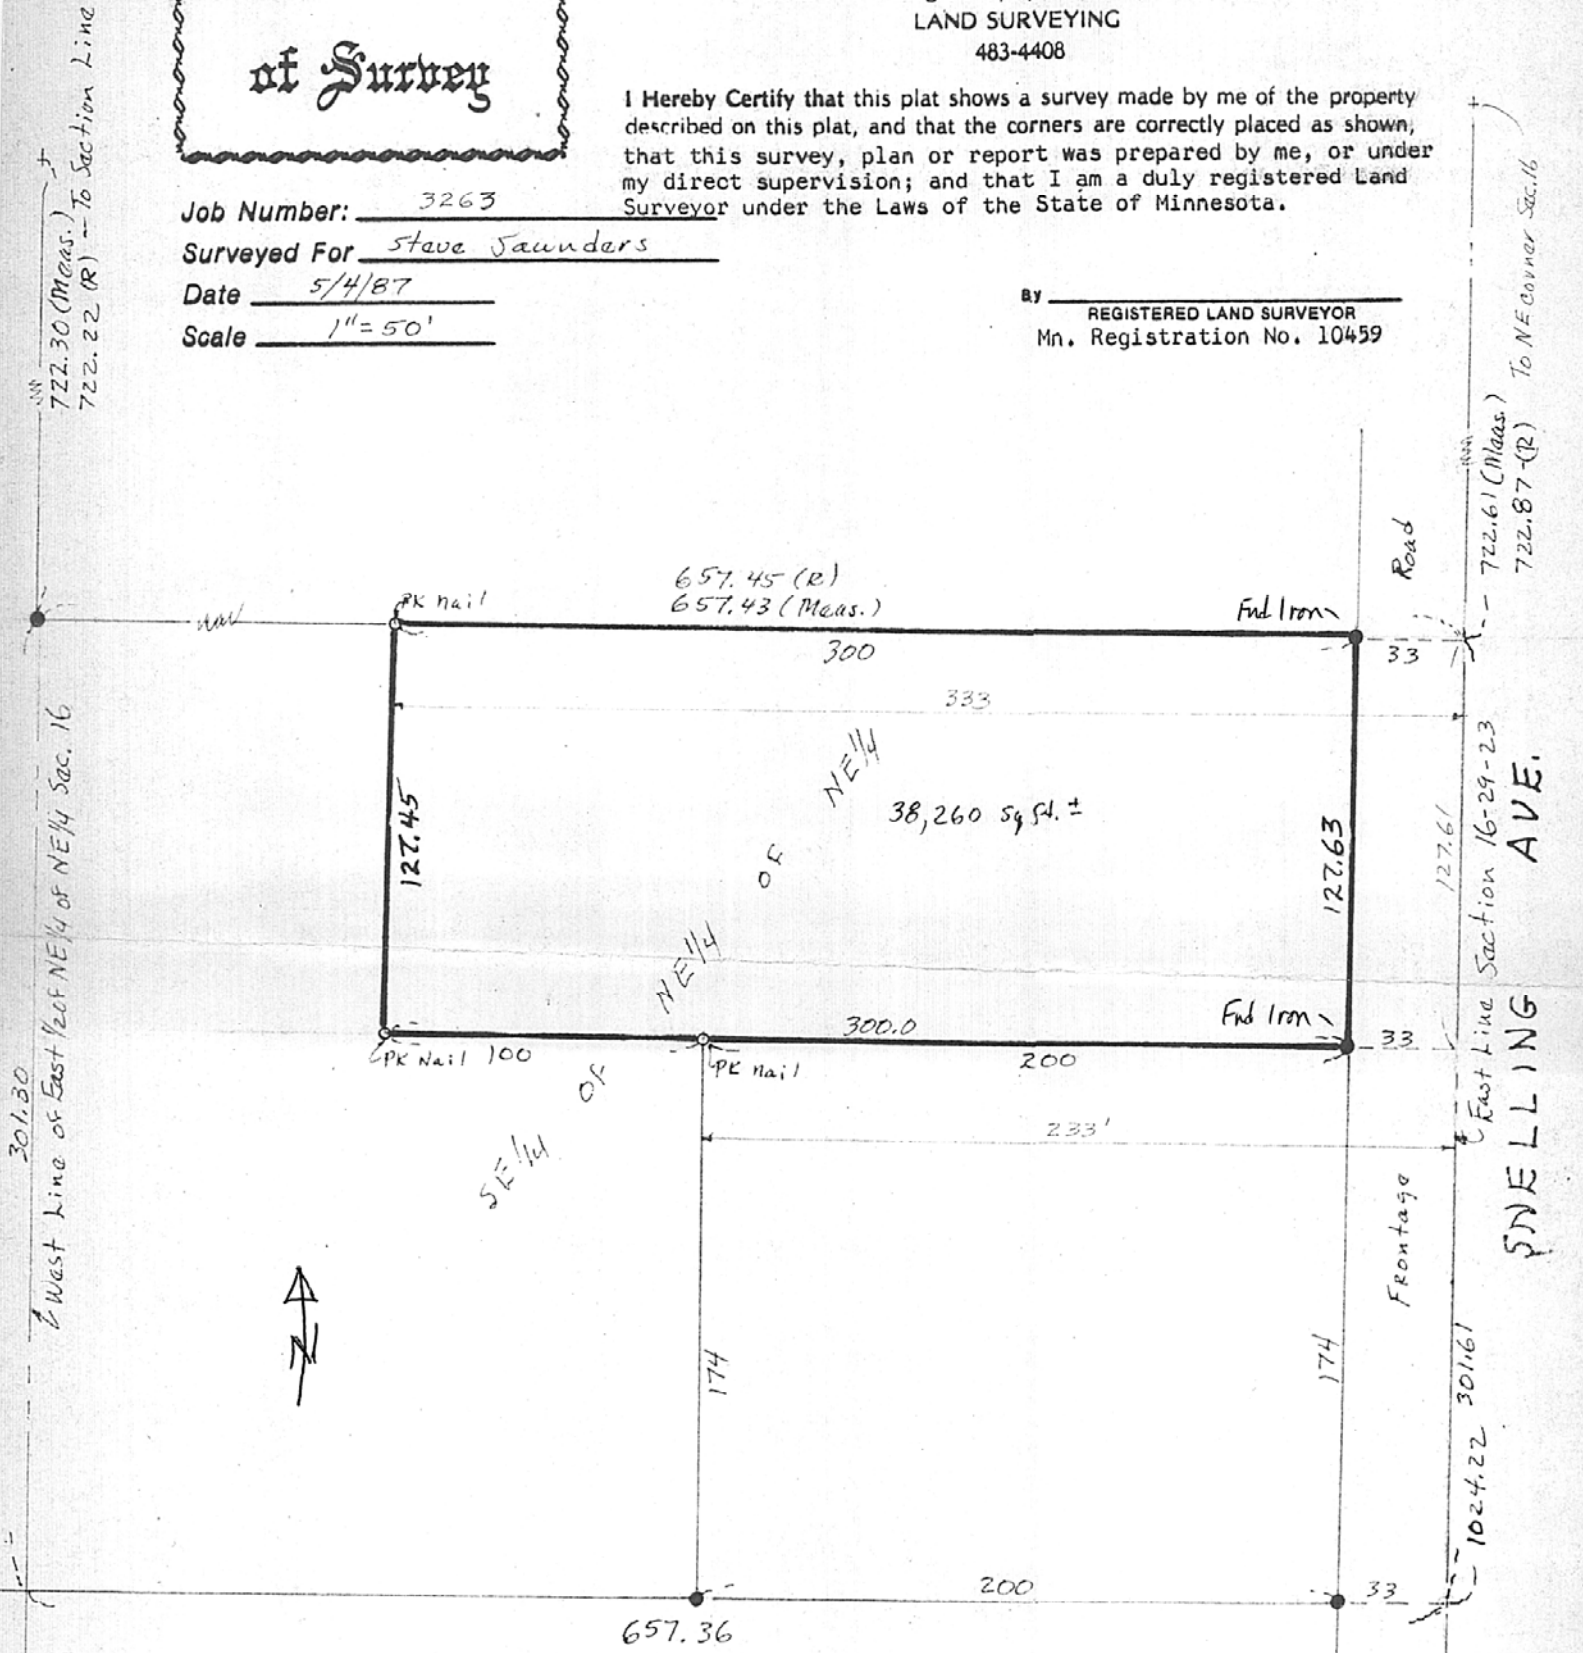 LAND SURVEYING
483-4408
of Survey
I Hereby Certify that this plat shows a survey made by me of the property
described on this plat, and that the corners are correctly placed as shown,
that this survey, plan or report was prepared by me, or under
my direct supervision; and that I am a duly registered Land
Surveyor under the Laws of the State of Minnesota.
Job Number: 3263
Surveyed For Steve Saunders
Date 5/4/87
Scale 1"=50'
By
REGISTERED LAND SURVEYOR
Mn. Registration No. 10459
722.30 (Meas.)
722.22 (R) -- To Section Line
722.61 (Meas.)
722.87 (R) To NE Corner Sec. 16
657.45 (R)
657.43 (Meas.)
PK Nail
Fnd Iron
Road
300
33
333
NE 1/4
38,260 Sq Ft. ±
127.45
OF
127.63
127.61
NE 1/4
Fnd Iron
300.0
33
PK Nail 100
PK Nail
200
OF
233'
SE 1/4
East Line Section 16-29-23
SNELLING AVE.
301.30
West Line of East 1/2 of NE 1/4 of NE 1/4 Sec. 16
Frontage
N
174
174
1024.22 301.61
200
33
657.36